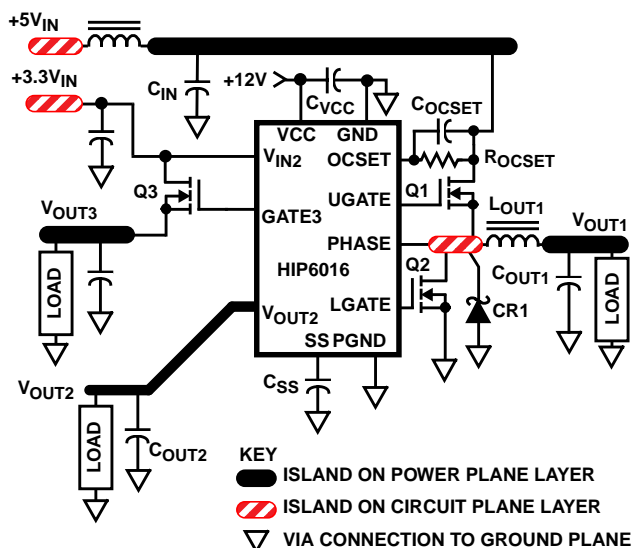 +5VIN
+3.3VIN
CIN
+12V
CVCC
COCSET
VCC
GND
VIN2
OCSET
ROCSET
Q3
UGATE
Q1
GATE3
LOUT1
VOUT1
VOUT3
PHASE
HIP6016
Q2
COUT1
LOAD
LOAD
LGATE
CR1
VOUT2
SS PGND
CSS
VOUT2
LOAD
COUT2
KEY
ISLAND ON POWER PLANE LAYER
ISLAND ON CIRCUIT PLANE LAYER
VIA CONNECTION TO GROUND PLANE